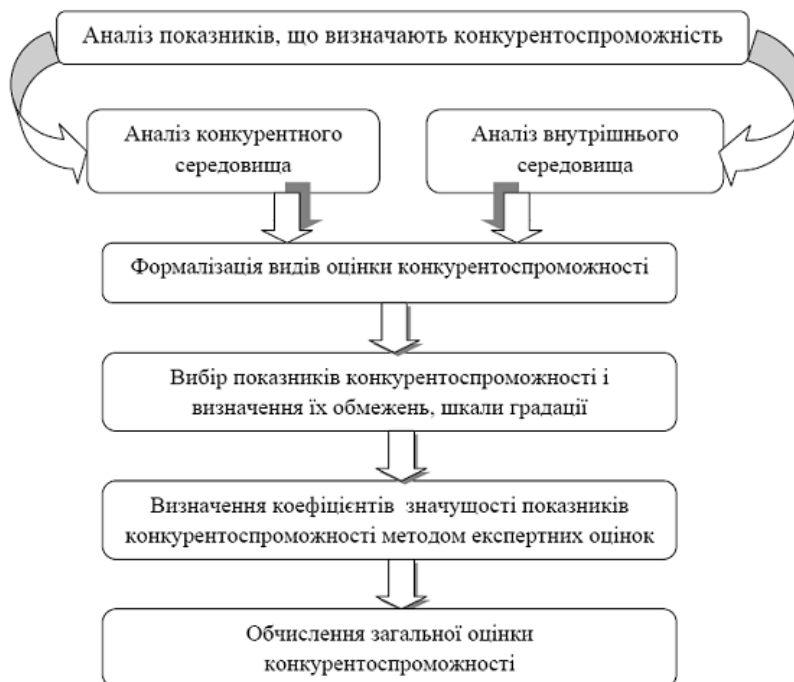 Аналіз показників, що визначають конкурентоспроможність
Аналіз конкурентного
середовища
Аналіз внутрішнього
середовища
Формалізація видів оцінки конкурентоспроможності
Вибір показників конкурентоспроможності і
визначення їх обмежень, шкали градації
Визначення коефіцієнтів значущості показників
конкурентоспроможності методом експертних оцінок
Обчислення загальної оцінки
конкурентоспроможності